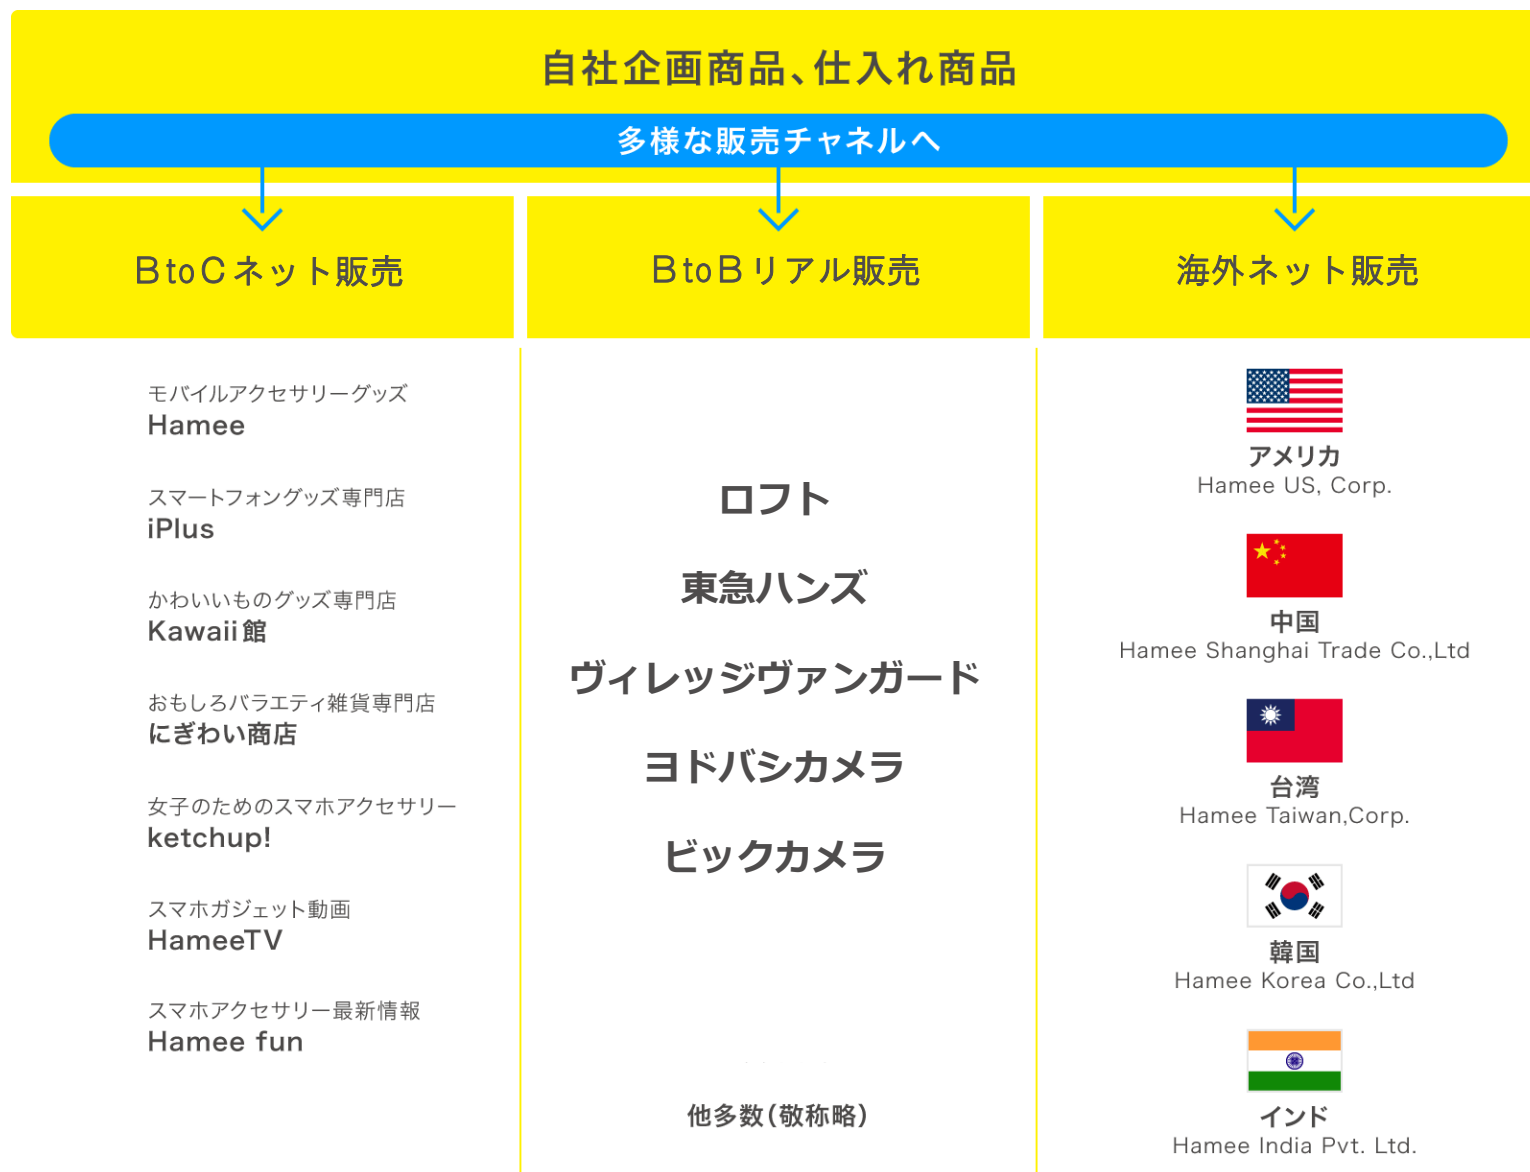 自社企画商品、仕入れ商品
多様な販売チャネルへ
BtoCネット販売
モバイルアクセサリーグッズ
Hamee
スマートフォングッズ専門店
iPlus
かわいいものグッズ専門店
Kawaii館
おもしろバラエティ雑貨専門店
にぎわい商店
女子のためのスマホアクセサリー
ketchup!
スマホガジェット動画
HameeTV
スマホアクセサリー最新情報
Hamee fun
BtoBリアル販売
ロフト
東急ハンズ
ヴィレッジヴァンガード
ヨドバシカメラ
ビックカメラ
他多数(敬称略)
海外ネット販売
アメリカ
Hamee US, Corp.
中国
Hamee Shanghai Trade Co.,Ltd
台湾
Hamee Taiwan,Corp.
韓国
Hamee Korea Co.,Ltd
インド
Hamee India Pvt. Ltd.